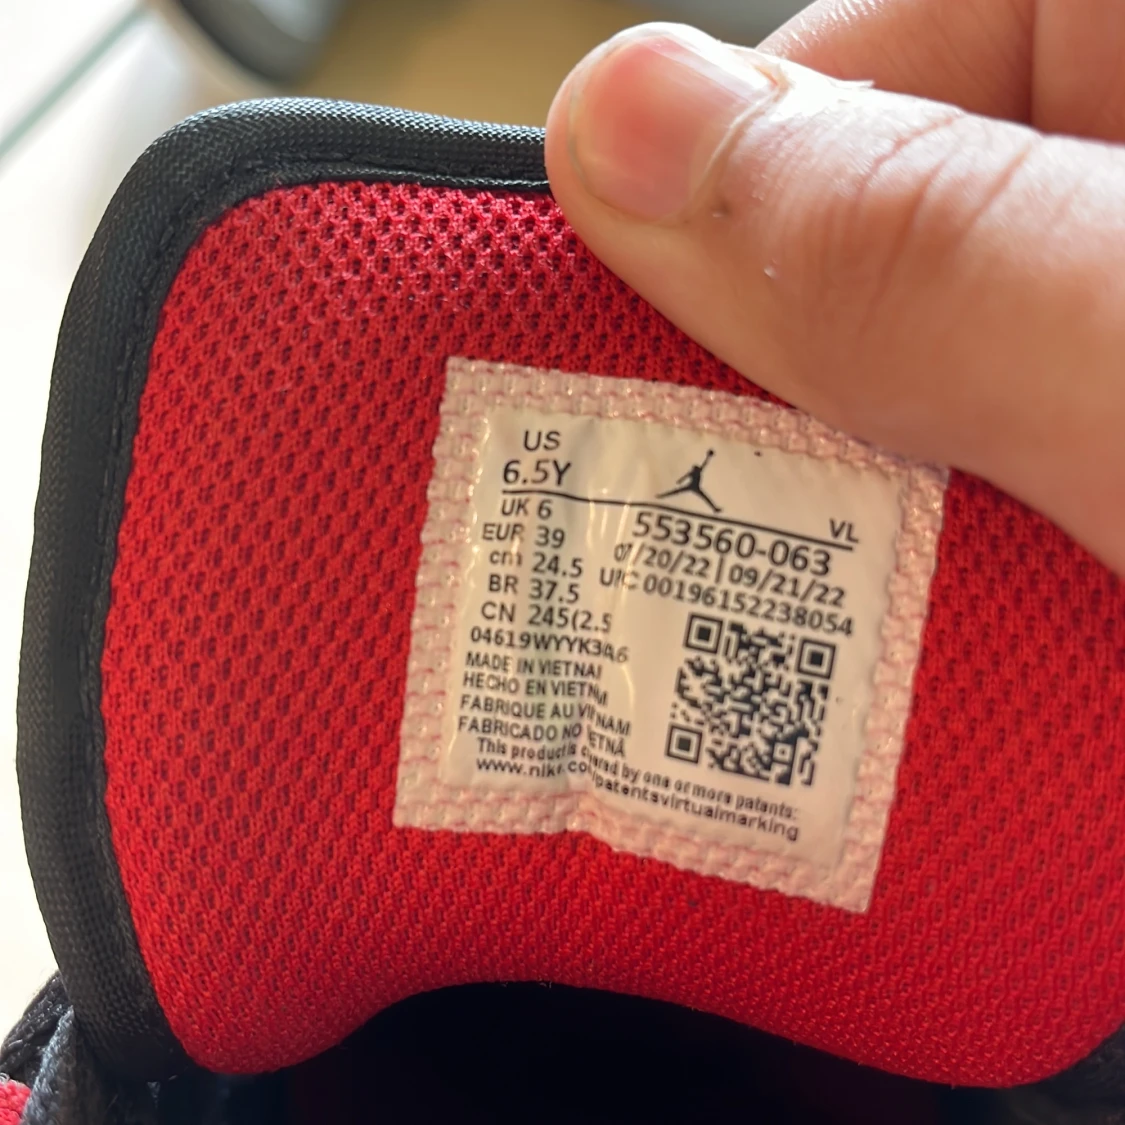 US
6.5Y
UK 6
EUR 39
cm 24.5
BR 37.5
CN 245(2.5
VL
553560-063
07/20/22 | 09/21/22
UPC 00196152238054
MADE IN VIETNAM
HECHO EN VIETNAM
FABRIQUE AU VIETNAM
FABRICADO NO VIETNÃ
This product is covered by one or more patents:
www.nike.com/patentsvirtualmarking